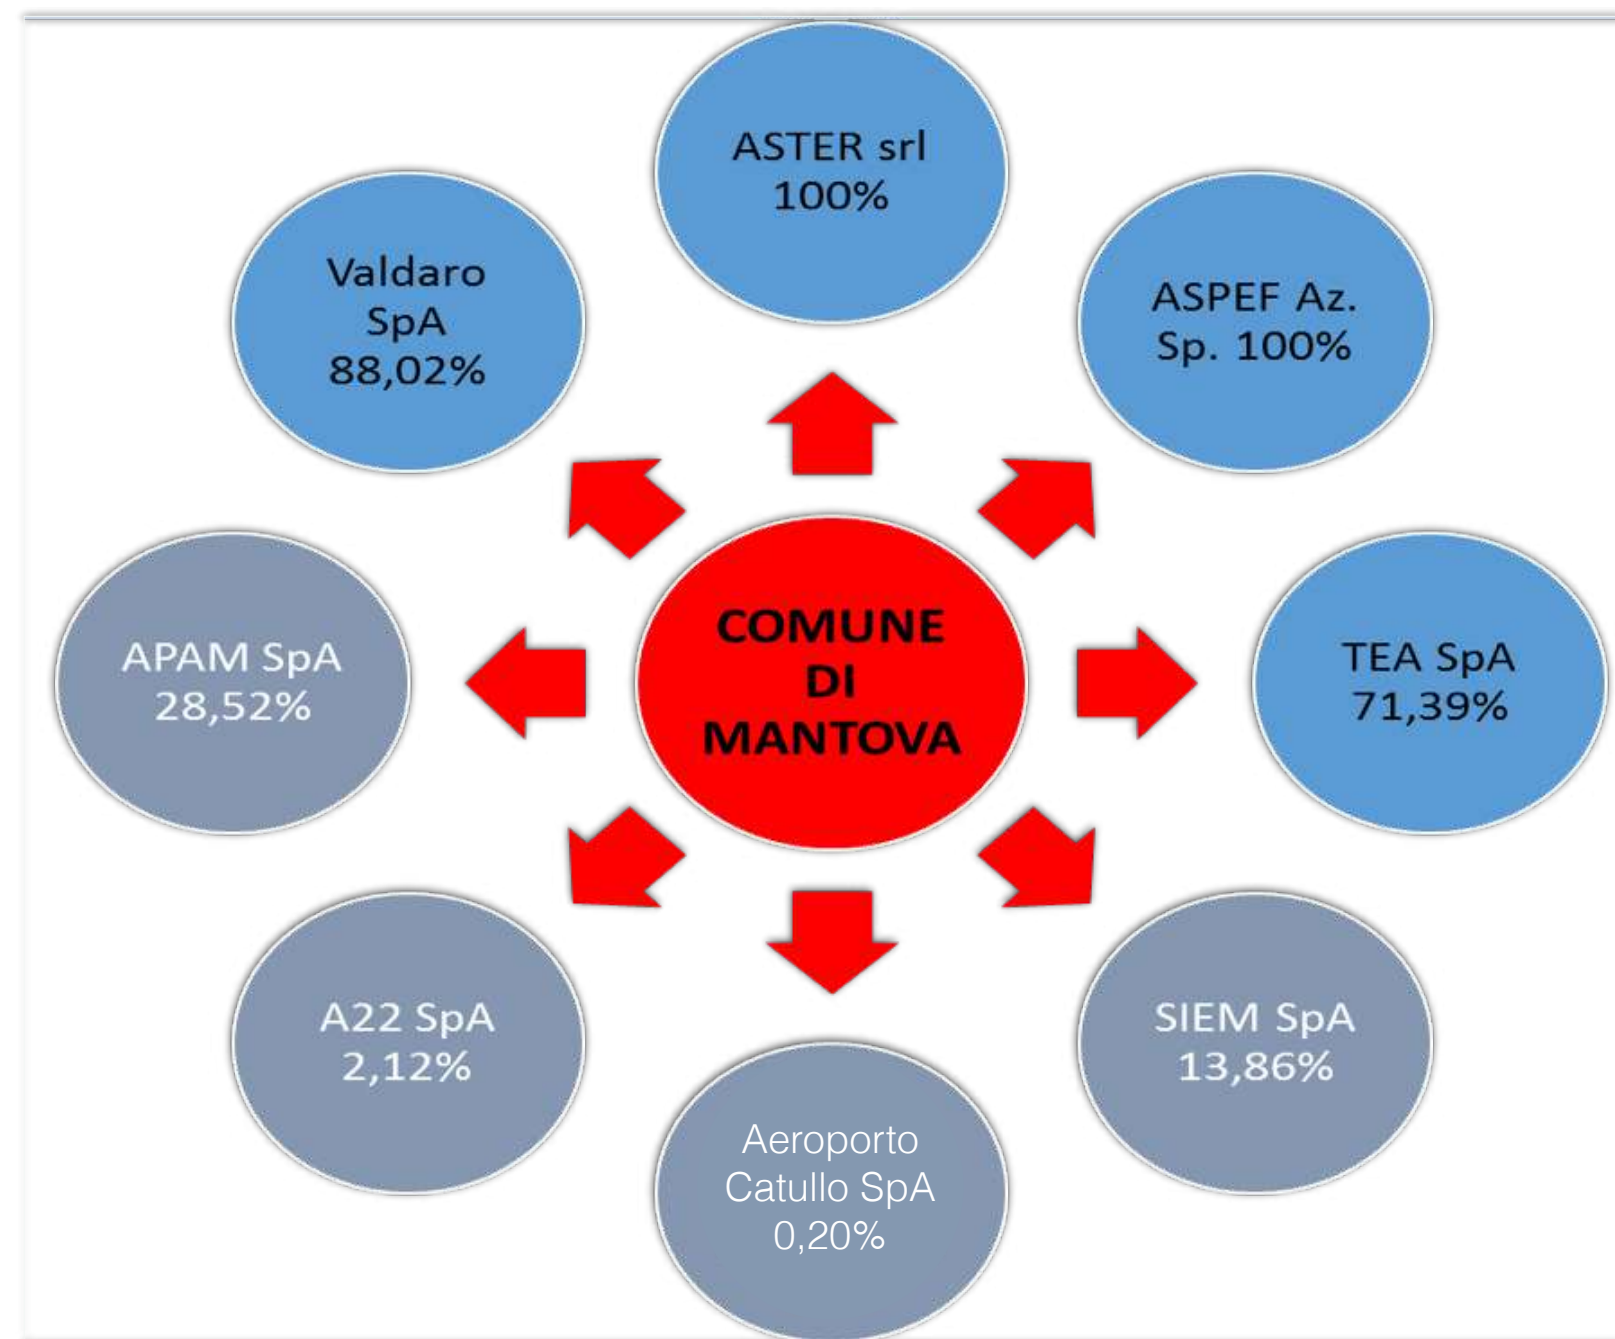 ASTER srl
100%
Valdaro
SpA
88,02%
ASPEF Az.
Sp. 100%
COMUNE
DI
MANTOVA
APAM SpA
28,52%
TEA SpA
71,39%
A22 SpA
2,12%
SIEM SpA
13,86%
Aeroporto
Catullo SpA
0,20%